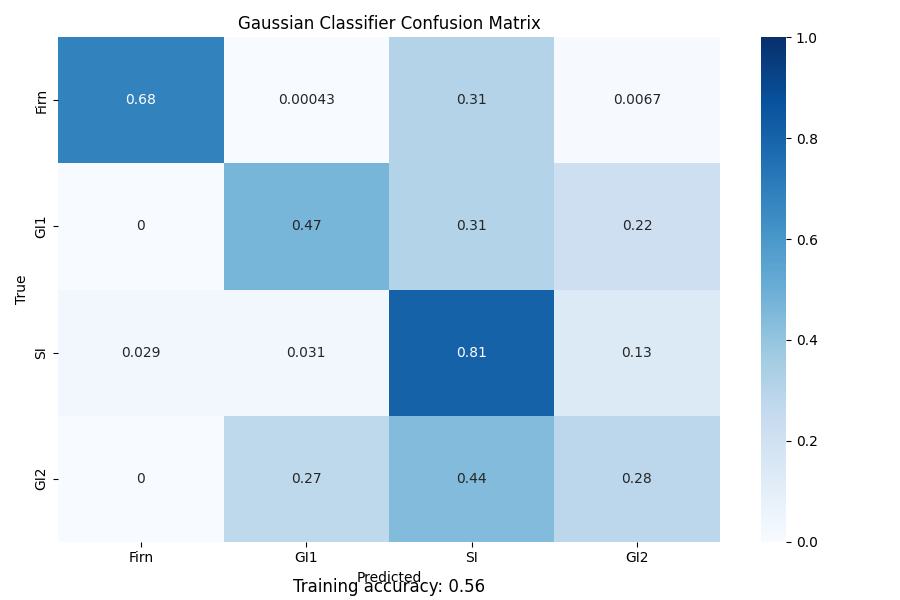 Gaussian Classifier Confusion Matrix
1.0
Firn
0.68
0.00043
0.31
0.0067
0.8
GI1
0
0.47
0.31
0.22
0.6
True
SI
0.029
0.031
0.81
0.13
0.4
GI2
0
0.27
0.44
0.28
0.2
0.0
Firn
GI1
SI
GI2
Predicted
Training accuracy: 0.56